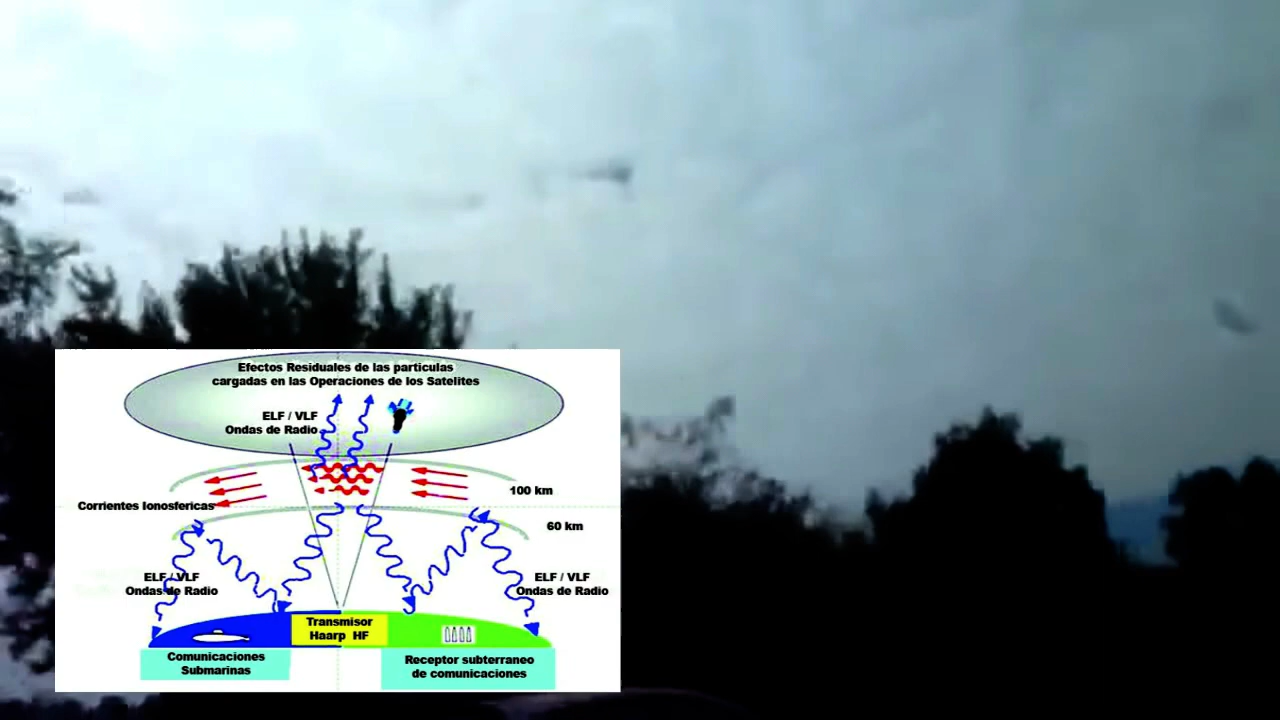 Efectos Residuales de las particulas
cargadas en las Operaciones de los Satelites
ELF / VLF
Ondas de Radio
100 km
Corrientes Ionosfericas
60 km
ELF / VLF
Ondas de Radio
ELF / VLF
Ondas de Radio
Transmisor
Haarp HF
Comunicaciones
Submarinas
Receptor subterraneo
de comunicaciones